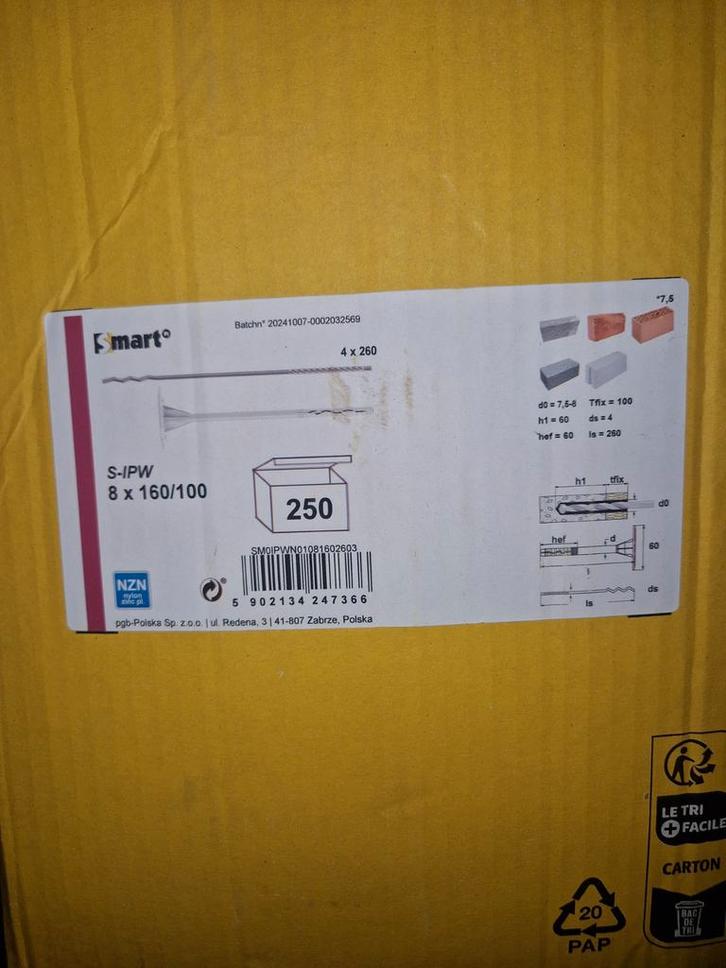 Smart
Batchn° 20241007-0002032569
*7,5
4 x 260
d0 = 7,5-8 Tfix = 100
h1 = 60 ds = 4
hef = 60 ls = 260
S-IPW
8 x 160/100
250
h1 tfix
d0
hef d
60
l
ls ds
SM0IPWN01081602603
NZN
nylon
zinc pl
5 902134 247366
pgb-Polska Sp. z.o.o. | ul. Redena, 3 | 41-807 Zabrze, Polska
LE TRI
+ FACILE
CARTON
BAC
DE
TRI
20
PAP